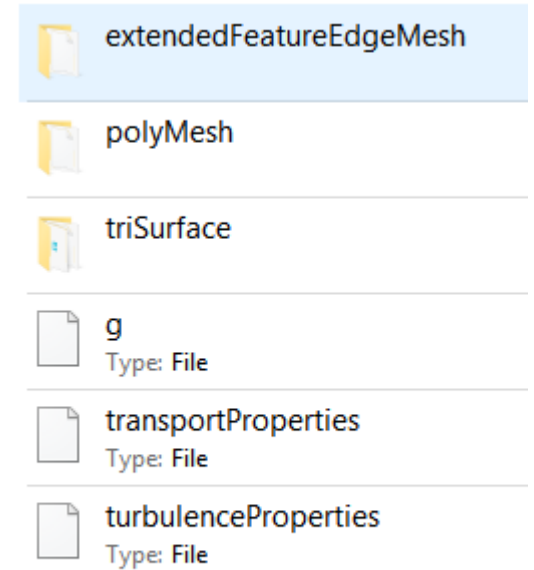 extendedFeatureEdgeMesh
polyMesh
triSurface
g
Type: File
transportProperties
Type: File
turbulenceProperties
Type: File